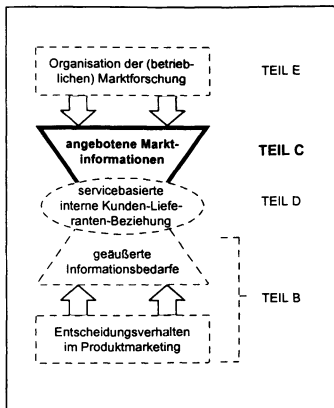 Organisation der (betrieb-
lichen) Marktforschung
TEIL E
angebotene Markt-
informationen
TEIL C
servicebasierte
interne Kunden-Liefe-
ranten-Beziehung
TEIL D
geäußerte
Informationsbedarfe
TEIL B
Entscheidungsverhalten
im Produktmarketing